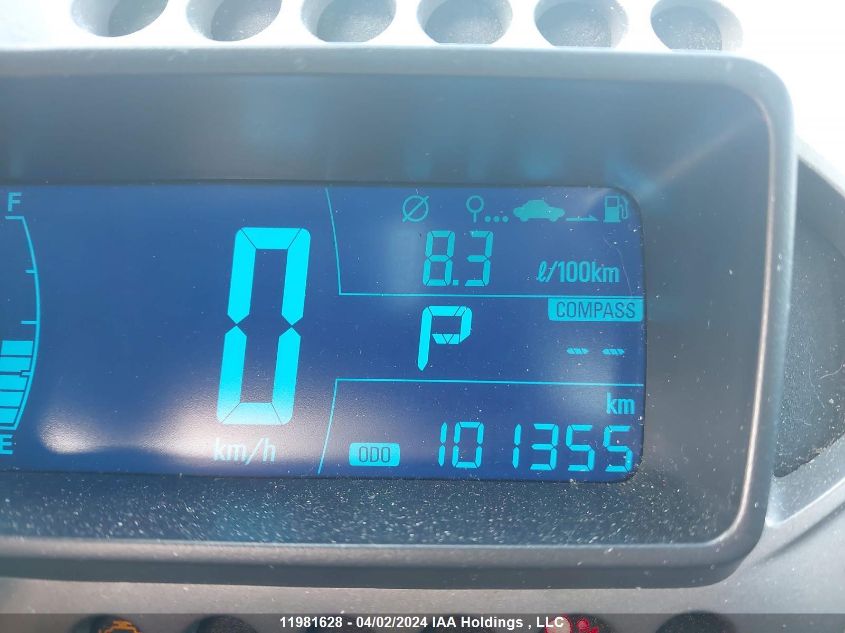 F
8.3 ℓ/100km
COMPASS
P
-- 
0
km
E
km/h
ODO 101355
11981628 - 04/02/2024 IAA Holdings , LLC